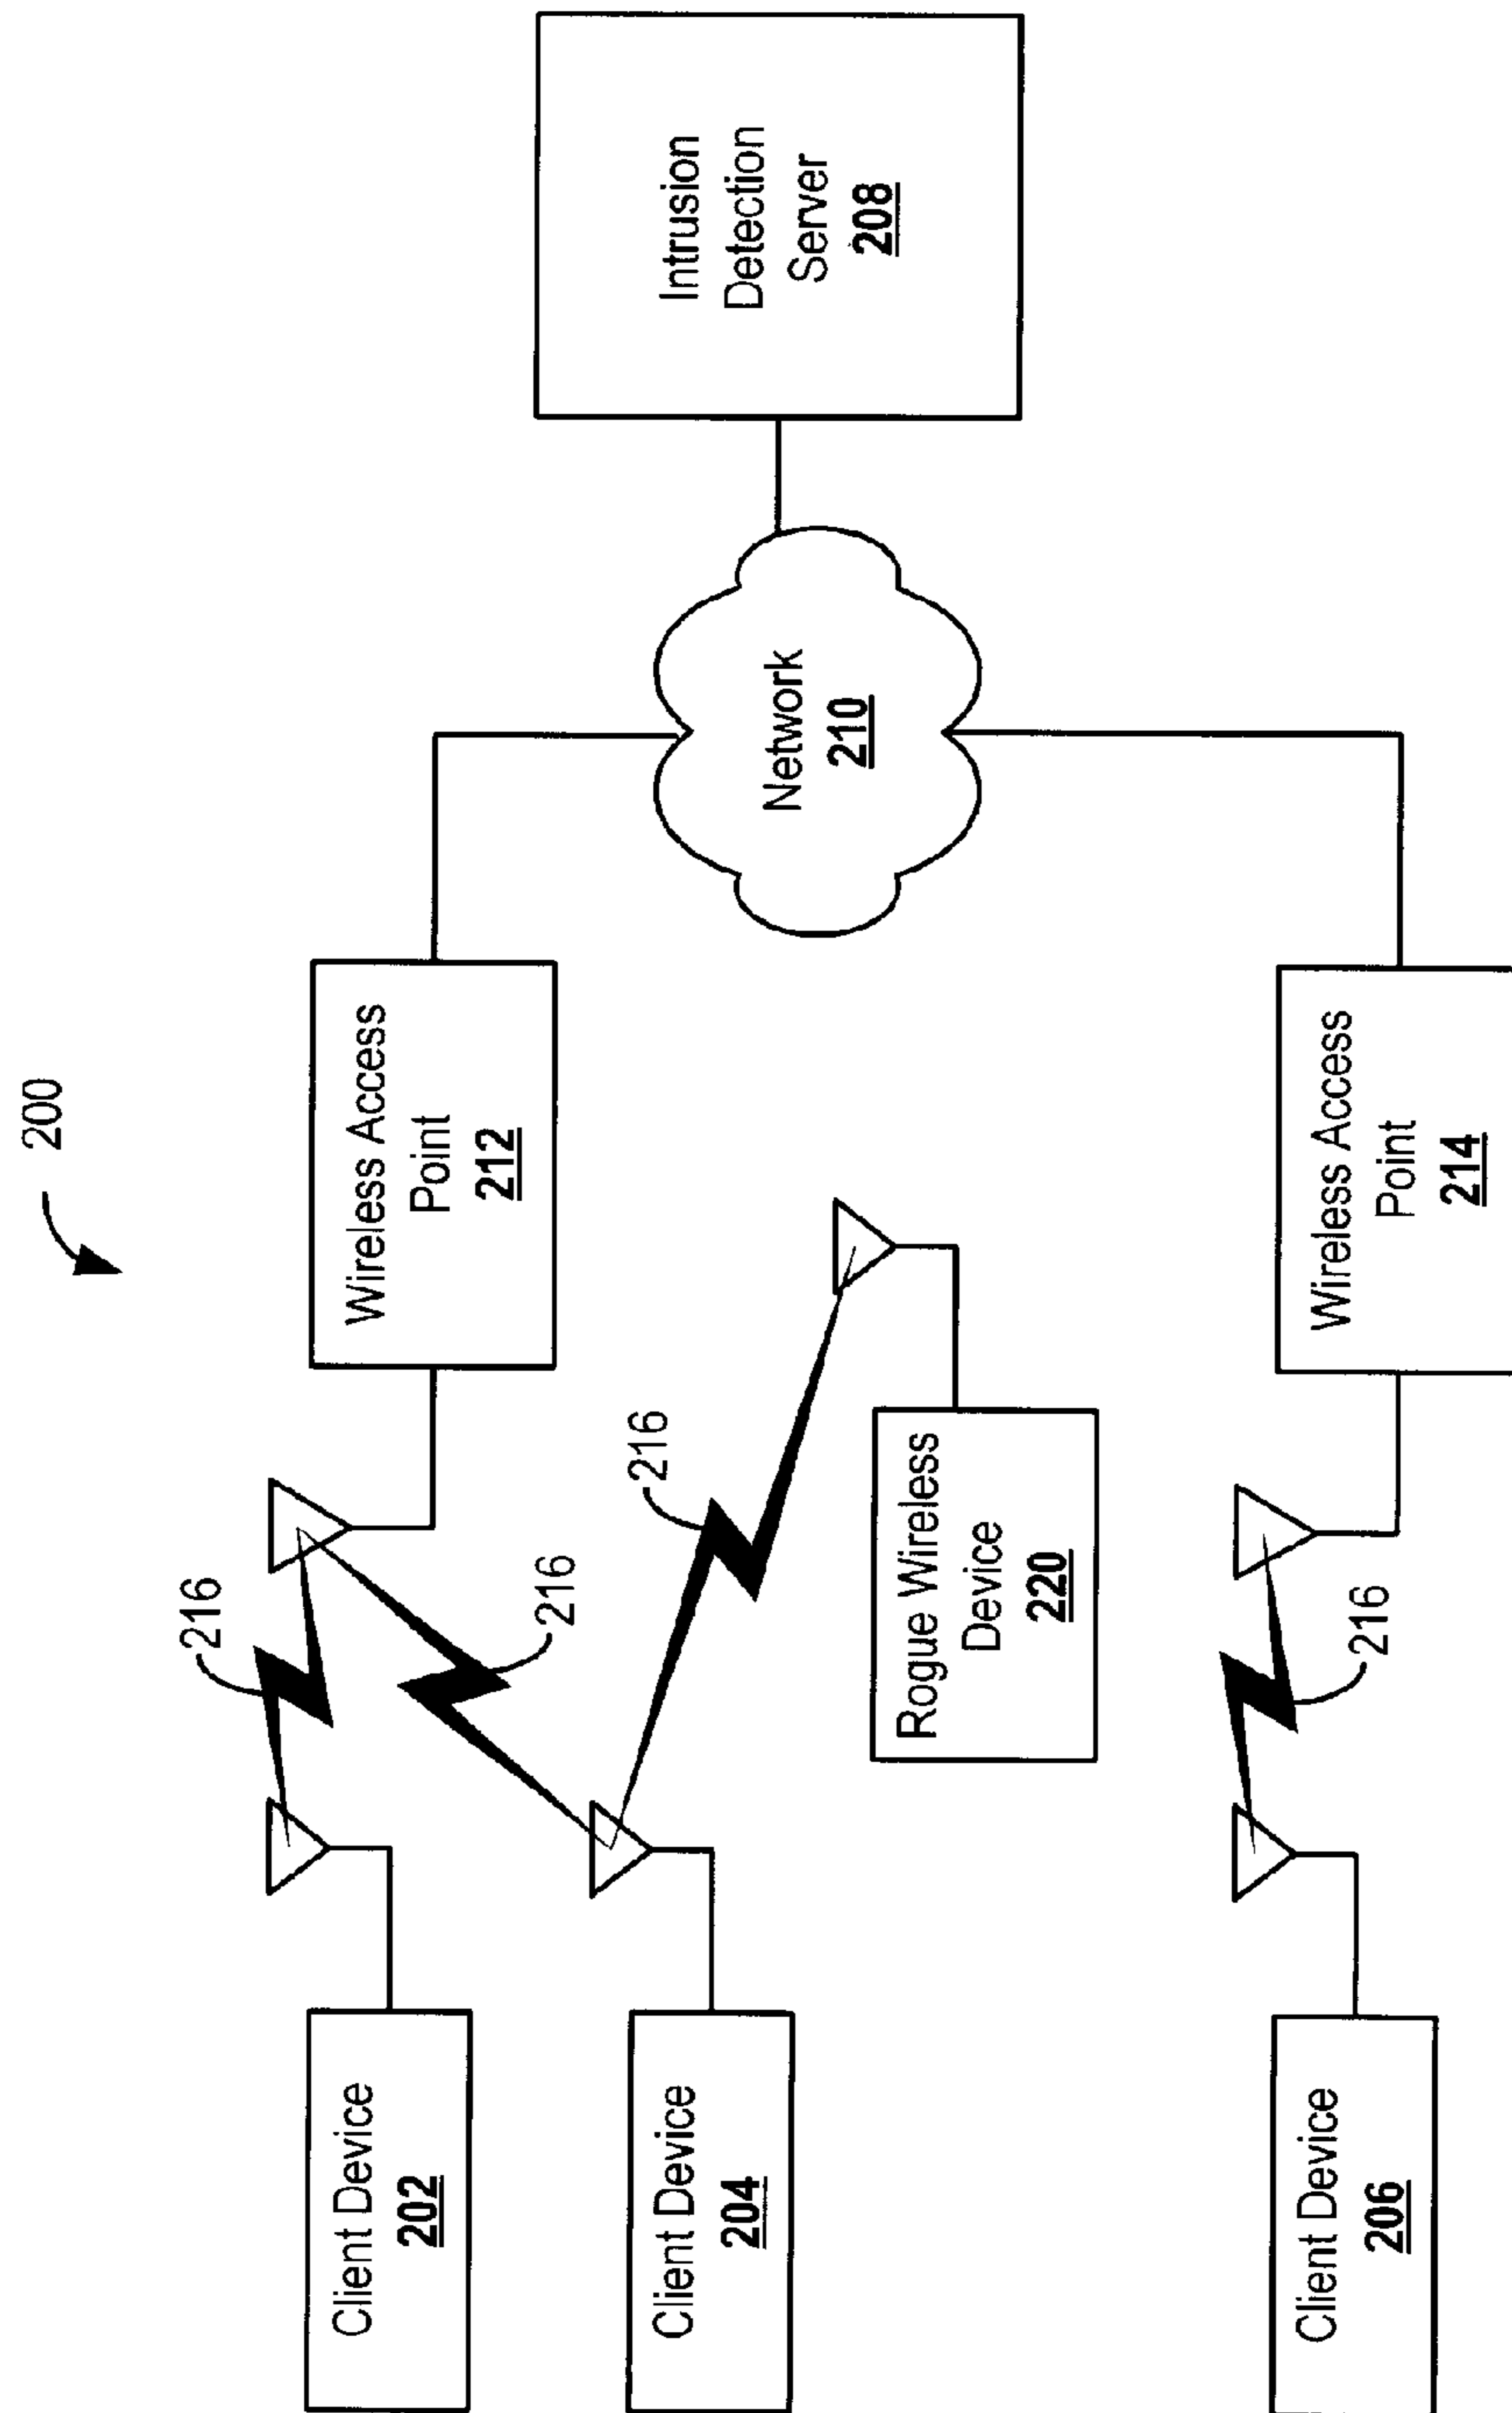 200
Client Device
202
216
Wireless Access
Point
212
Client Device
204
216
216
Rogue Wireless
Device
220
Network
210
Intrusion
Detection
Server
208
Client Device
206
216
Wireless Access
Point
214